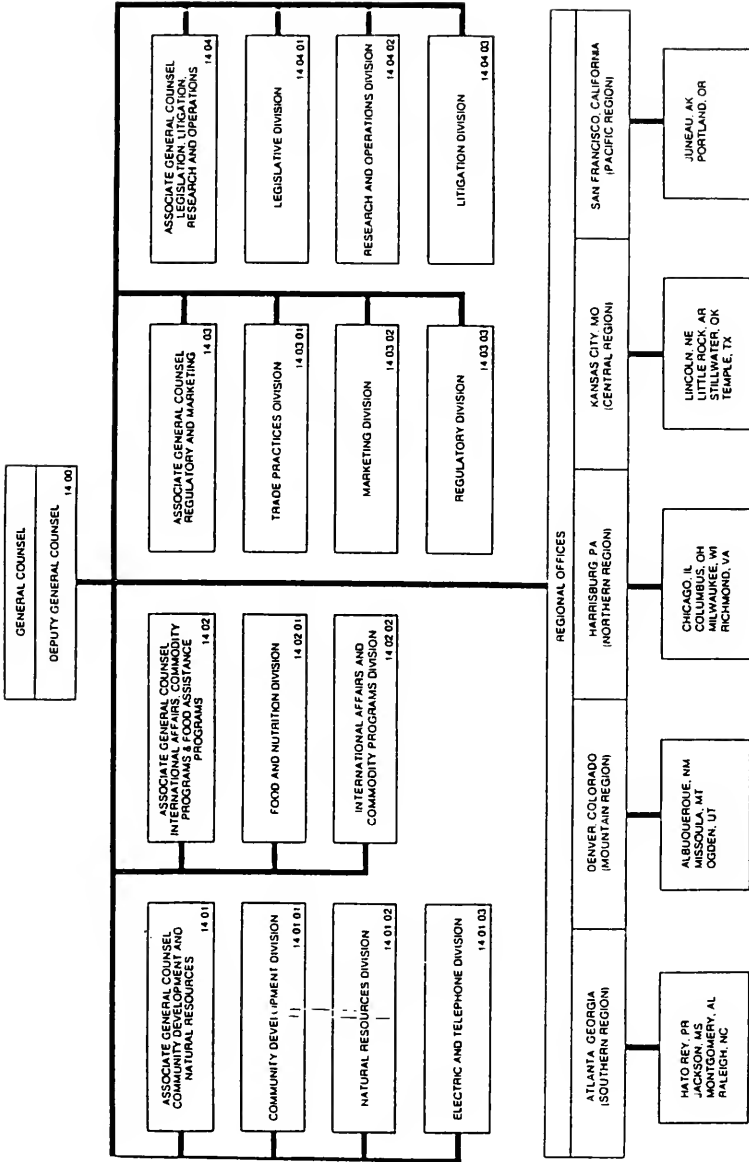 GENERAL COUNSEL
DEPUTY GENERAL COUNSEL
14 00
ASSOCIATE GENERAL COUNSEL
COMMUNITY DEVELOPMENT AND
NATURAL RESOURCES
14 01
COMMUNITY DEVELOPMENT DIVISION
14 01 01
NATURAL RESOURCES DIVISION
14 01 02
ELECTRIC AND TELEPHONE DIVISION
14 01 03
ASSOCIATE GENERAL COUNSEL
INTERNATIONAL AFFAIRS, COMMODITY
PROGRAMS & FOOD ASSISTANCE
PROGRAMS
14 02
FOOD AND NUTRITION DIVISION
14 02 01
INTERNATIONAL AFFAIRS AND
COMMODITY PROGRAMS DIVISION
14 02 02
ASSOCIATE GENERAL COUNSEL
REGULATORY AND MARKETING
14 03
TRADE PRACTICES DIVISION
14 03 01
MARKETING DIVISION
14 03 02
REGULATORY DIVISION
14 03 03
ASSOCIATE GENERAL COUNSEL
LEGISLATION, LITIGATION,
RESEARCH AND OPERATIONS
14 04
LEGISLATIVE DIVISION
14 04 01
RESEARCH AND OPERATIONS DIVISION
14 04 02
LITIGATION DIVISION
14 04 03
REGIONAL OFFICES
ATLANTA GEORGIA
(SOUTHERN REGION)
DENVER, COLORADO
(MOUNTAIN REGION)
HARRISBURG PA
(NORTHERN REGION)
KANSAS CITY, MO
(CENTRAL REGION)
SAN FRANCISCO, CALIFORNIA
(PACIFIC REGION)
HATO REY, PR
JACKSON, MS
MONTGOMERY, AL
RALEIGH, NC
ALBUQUERQUE, NM
MISSOULA, MT
OGDEN, UT
CHICAGO, IL
COLUMBUS, OH
MILWAUKEE, WI
RICHMOND, VA
LINCOLN, NE
LITTLE ROCK, AR
STILLWATER, OK
TEMPLE, TX
JUNEAU, AK
PORTLAND, OR